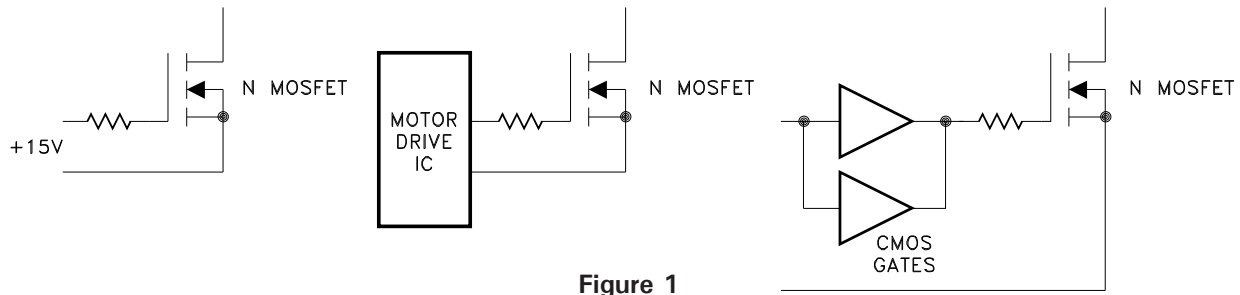 +15V
N MOSFET
MOTOR
DRIVE
IC
N MOSFET
CMOS
GATES
N MOSFET
Figure 1